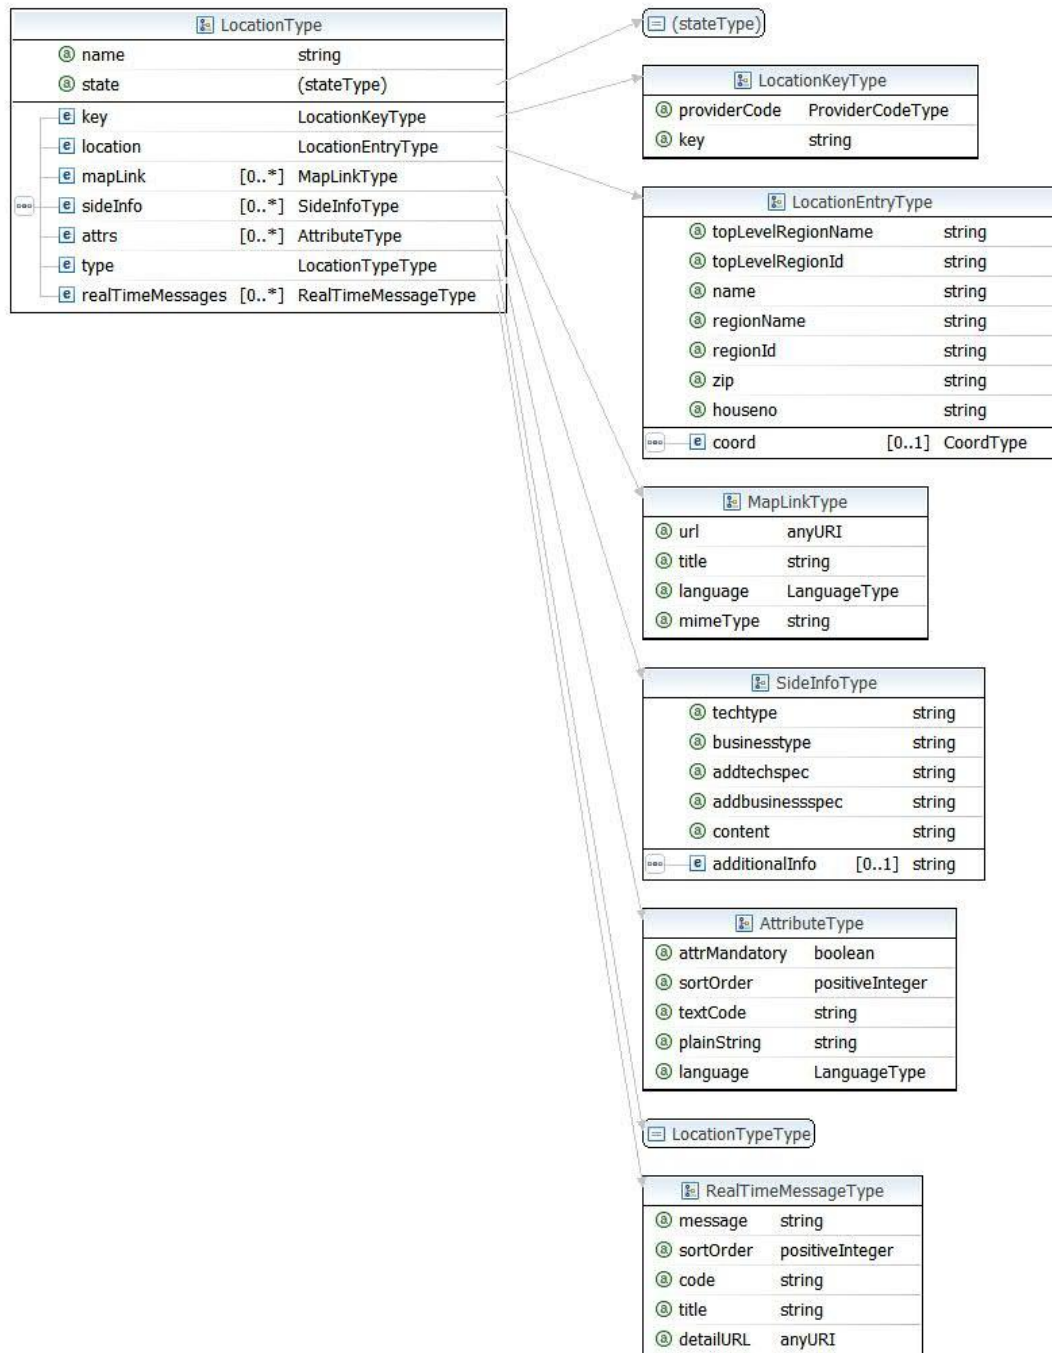 LocationType
name string
state (stateType)
key LocationKeyType
location LocationEntryType
mapLink [0..*] MapLinkType
sideInfo [0..*] SideInfoType
attrs [0..*] AttributeType
type LocationTypeType
realTimeMessages [0..*] RealTimeMessageType
(stateType)
LocationKeyType
providerCode ProviderCodeType
key string
LocationEntryType
topLevelRegionName string
topLevelRegionId string
name string
regionName string
regionId string
zip string
houseno string
coord [0..1] CoordType
MapLinkType
url anyURI
title string
language LanguageType
mimeType string
SideInfoType
techtype string
businesstype string
addtechspec string
addbusinessspec string
content string
additionalInfo [0..1] string
AttributeType
attrMandatory boolean
sortOrder positiveInteger
textCode string
plainString string
language LanguageType
LocationTypeType
RealTimeMessageType
message string
sortOrder positiveInteger
code string
title string
detailURL anyURI